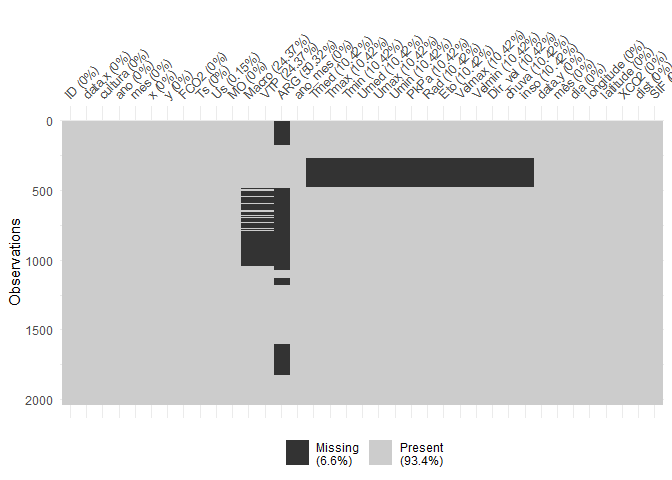 ID (0%)
data.x (0%)
cultura (0%)
ano (0%)
mes (0%)
x (0%)
y (0%)
FCO2 (0%)
Ts (0%)
Us (0.15%)
MO (0%)
Macro (24.37%)
VTP (24.37%)
ARG (50.32%)
ano_mes (0%)
Tmed (10.42%)
Tmax (10.42%)
Tmin (10.42%)
Umed (10.42%)
Umax (10.42%)
Umin (10.42%)
PkPa (10.42%)
Rad (10.42%)
Eto (10.42%)
Velmax (10.42%)
Velmin (10.42%)
Dir_vel (10.42%)
chuva (10.42%)
inso (10.42%)
data.y (0%)
mês (0%)
dia (0%)
longitude (0%)
latitude (0%)
XCO2 (0%)
dist (0%)
SIF (0%)
0
500
1000
1500
2000
Observations
Missing
(6.6%)
Present
(93.4%)